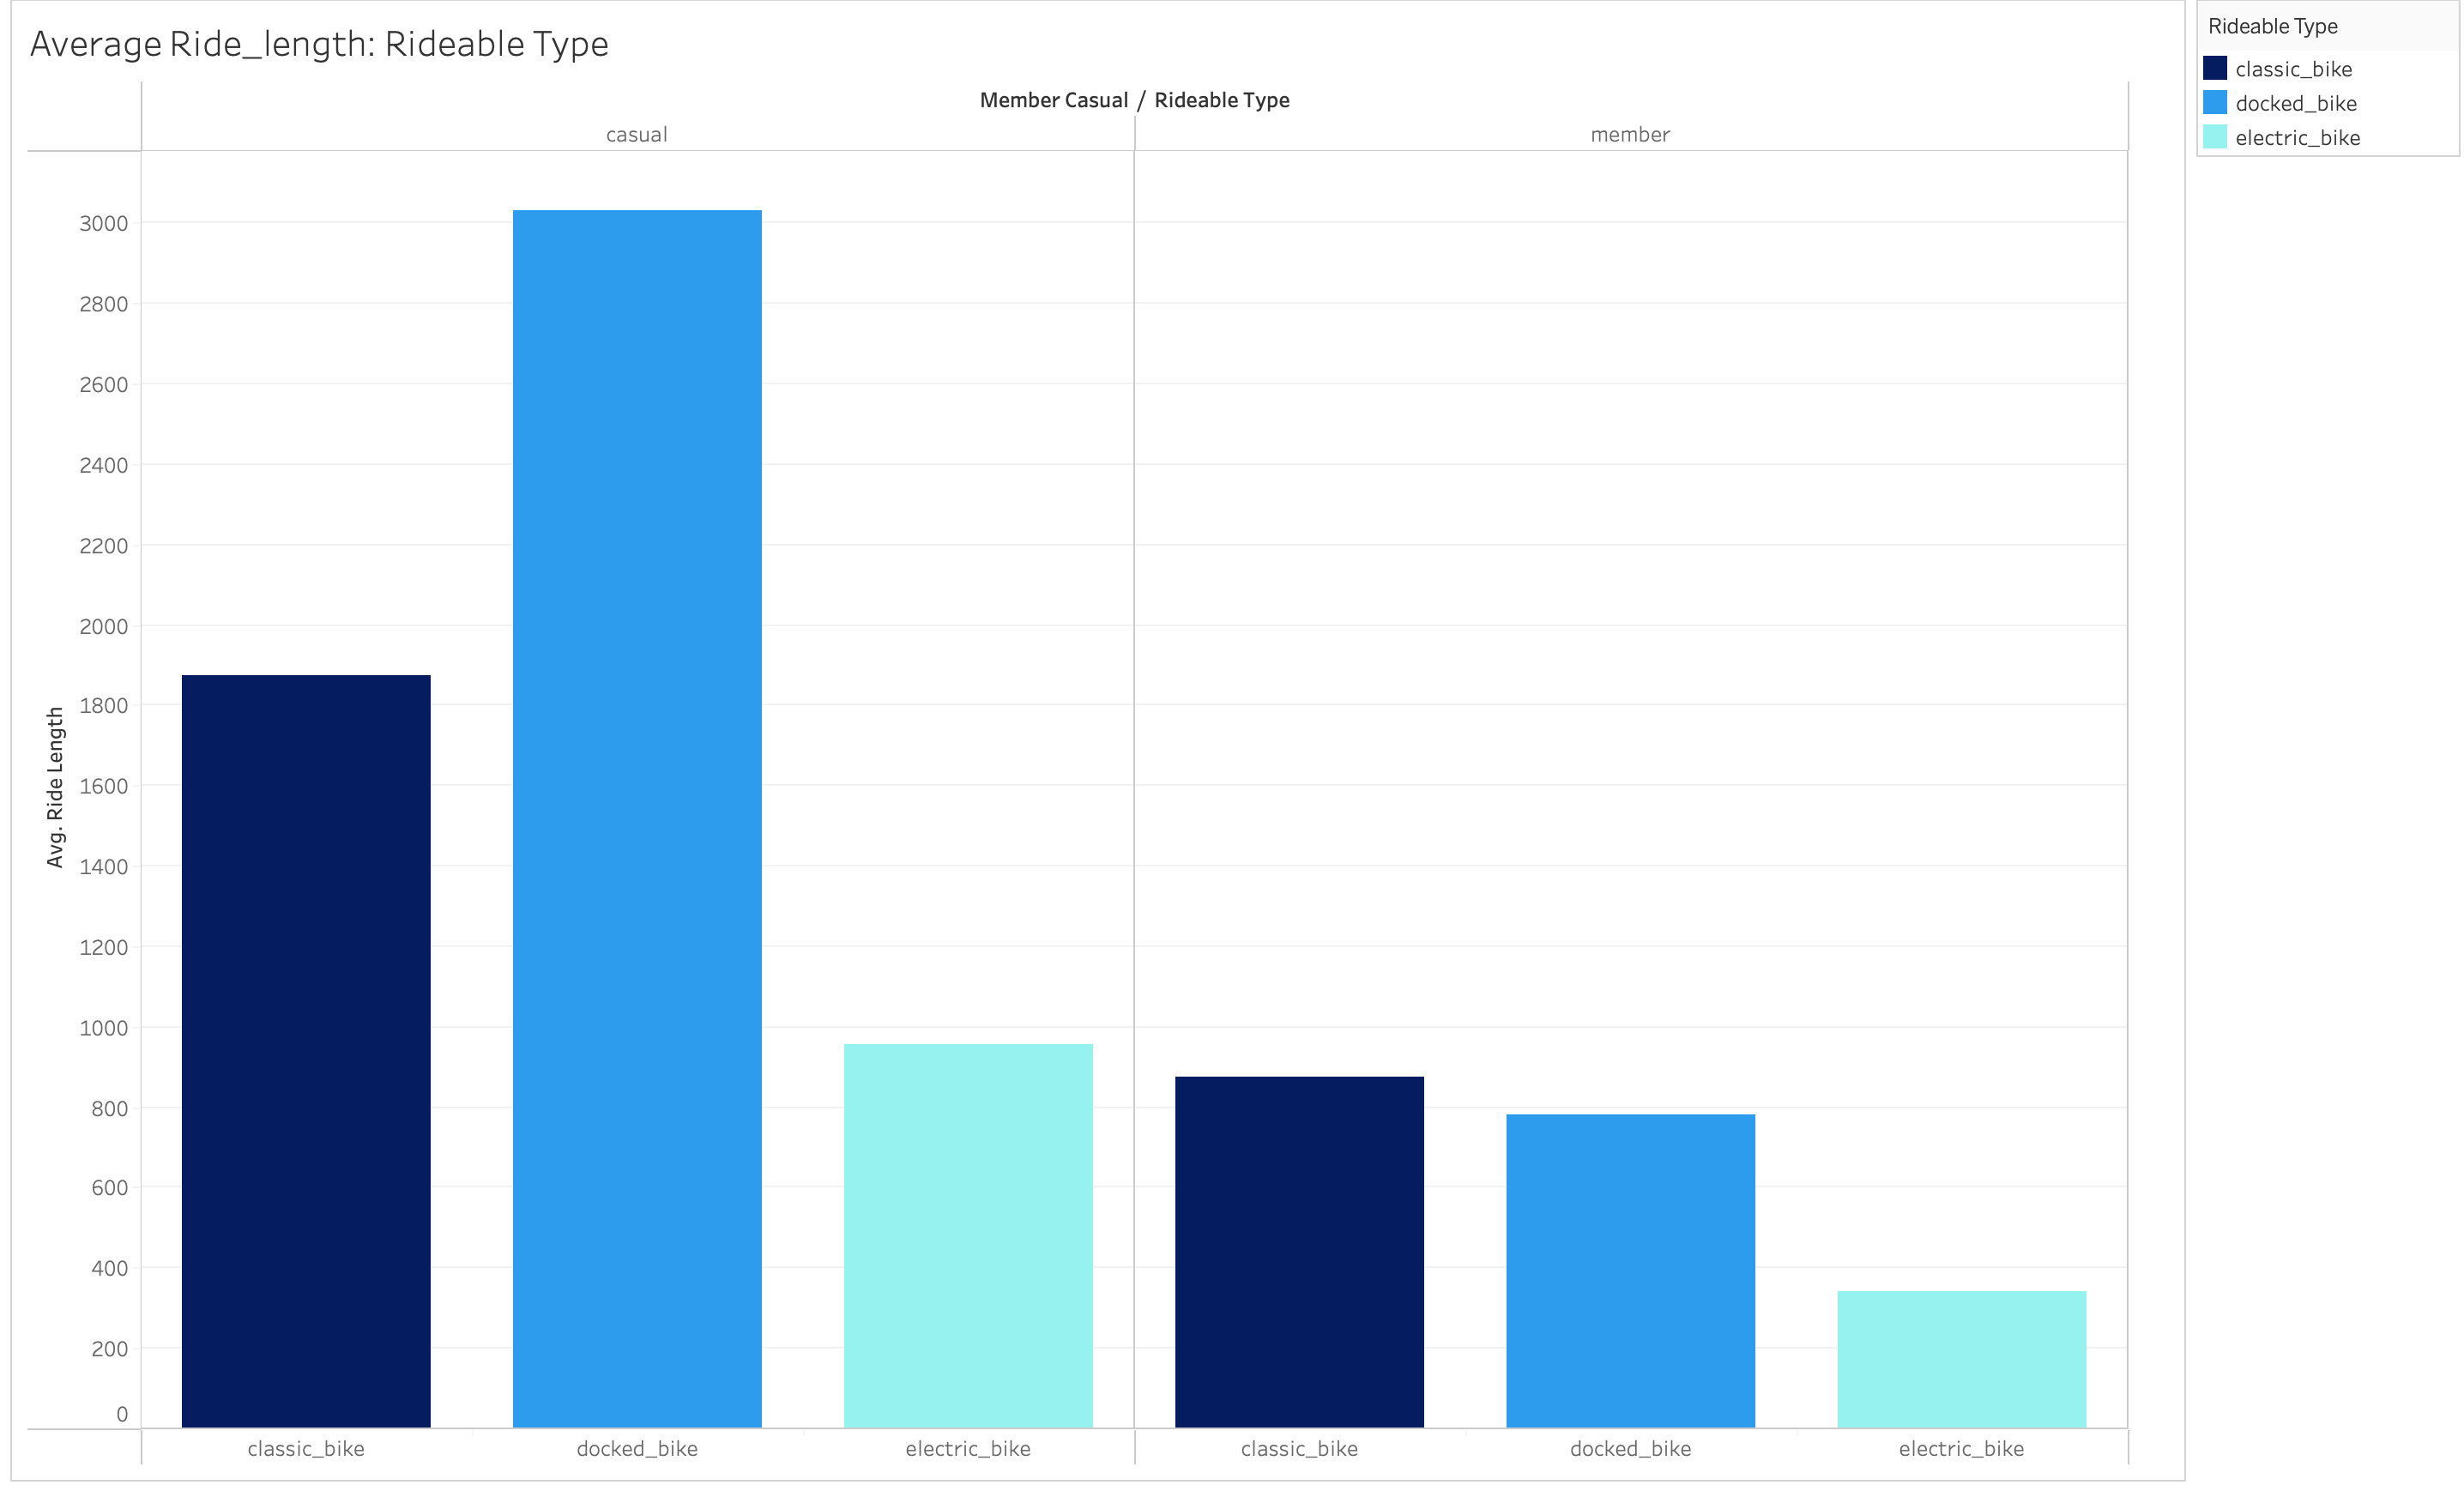 Average Ride_length: Rideable Type
Member Casual / Rideable Type
casual
member
Avg. Ride Length
3000
2800
2600
2400
2200
2000
1800
1600
1400
1200
1000
800
600
400
200
0
classic_bike
docked_bike
electric_bike
classic_bike
docked_bike
electric_bike
Rideable Type
classic_bike
docked_bike
electric_bike